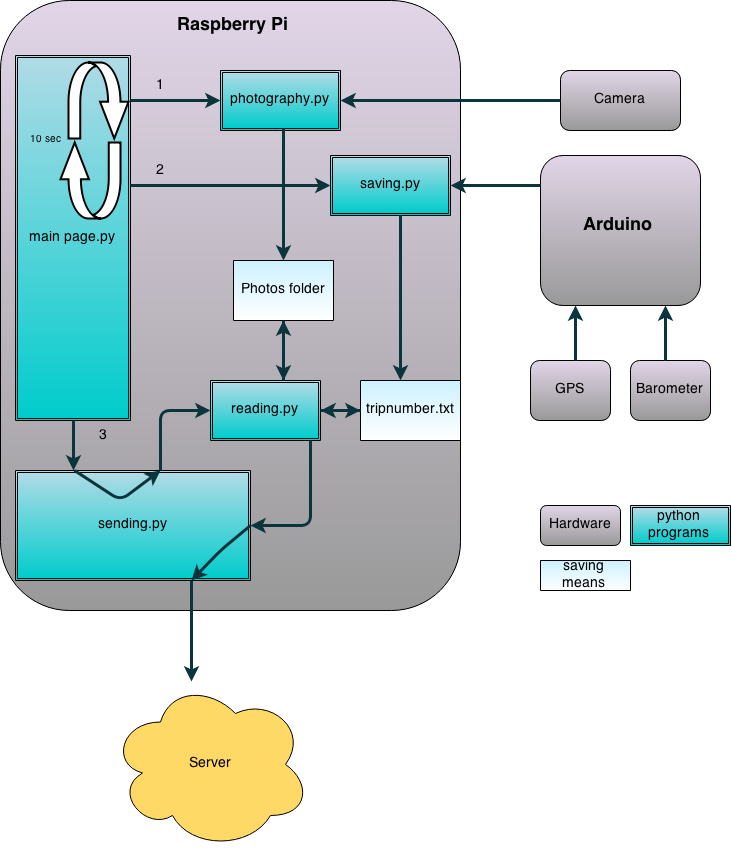 Raspberry Pi
1
photography.py
Camera
10 sec
2
saving.py
main page.py
Arduino
Photos folder
GPS
Barometer
reading.py
tripnumber.txt
3
sending.py
Hardware
python
programs
saving
means
Server